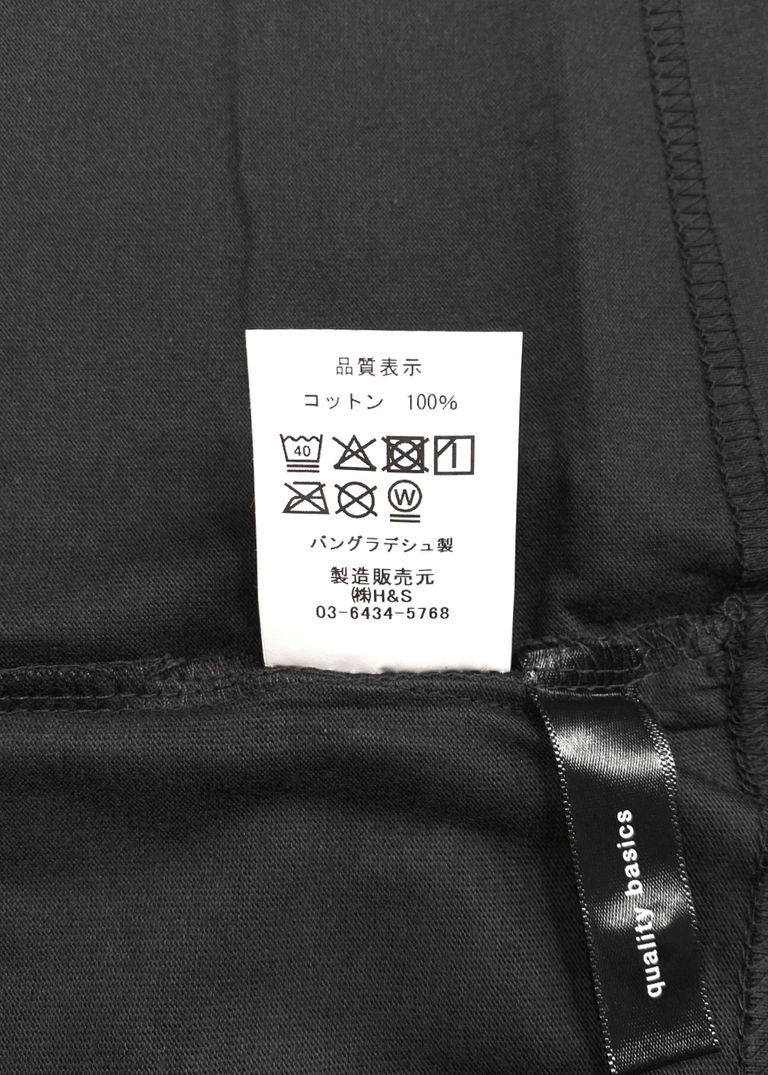 品質表示
コットン 100%
40
W
バングラデシュ製
製造販売元
㈱H&S
03-6434-5768
quality basics